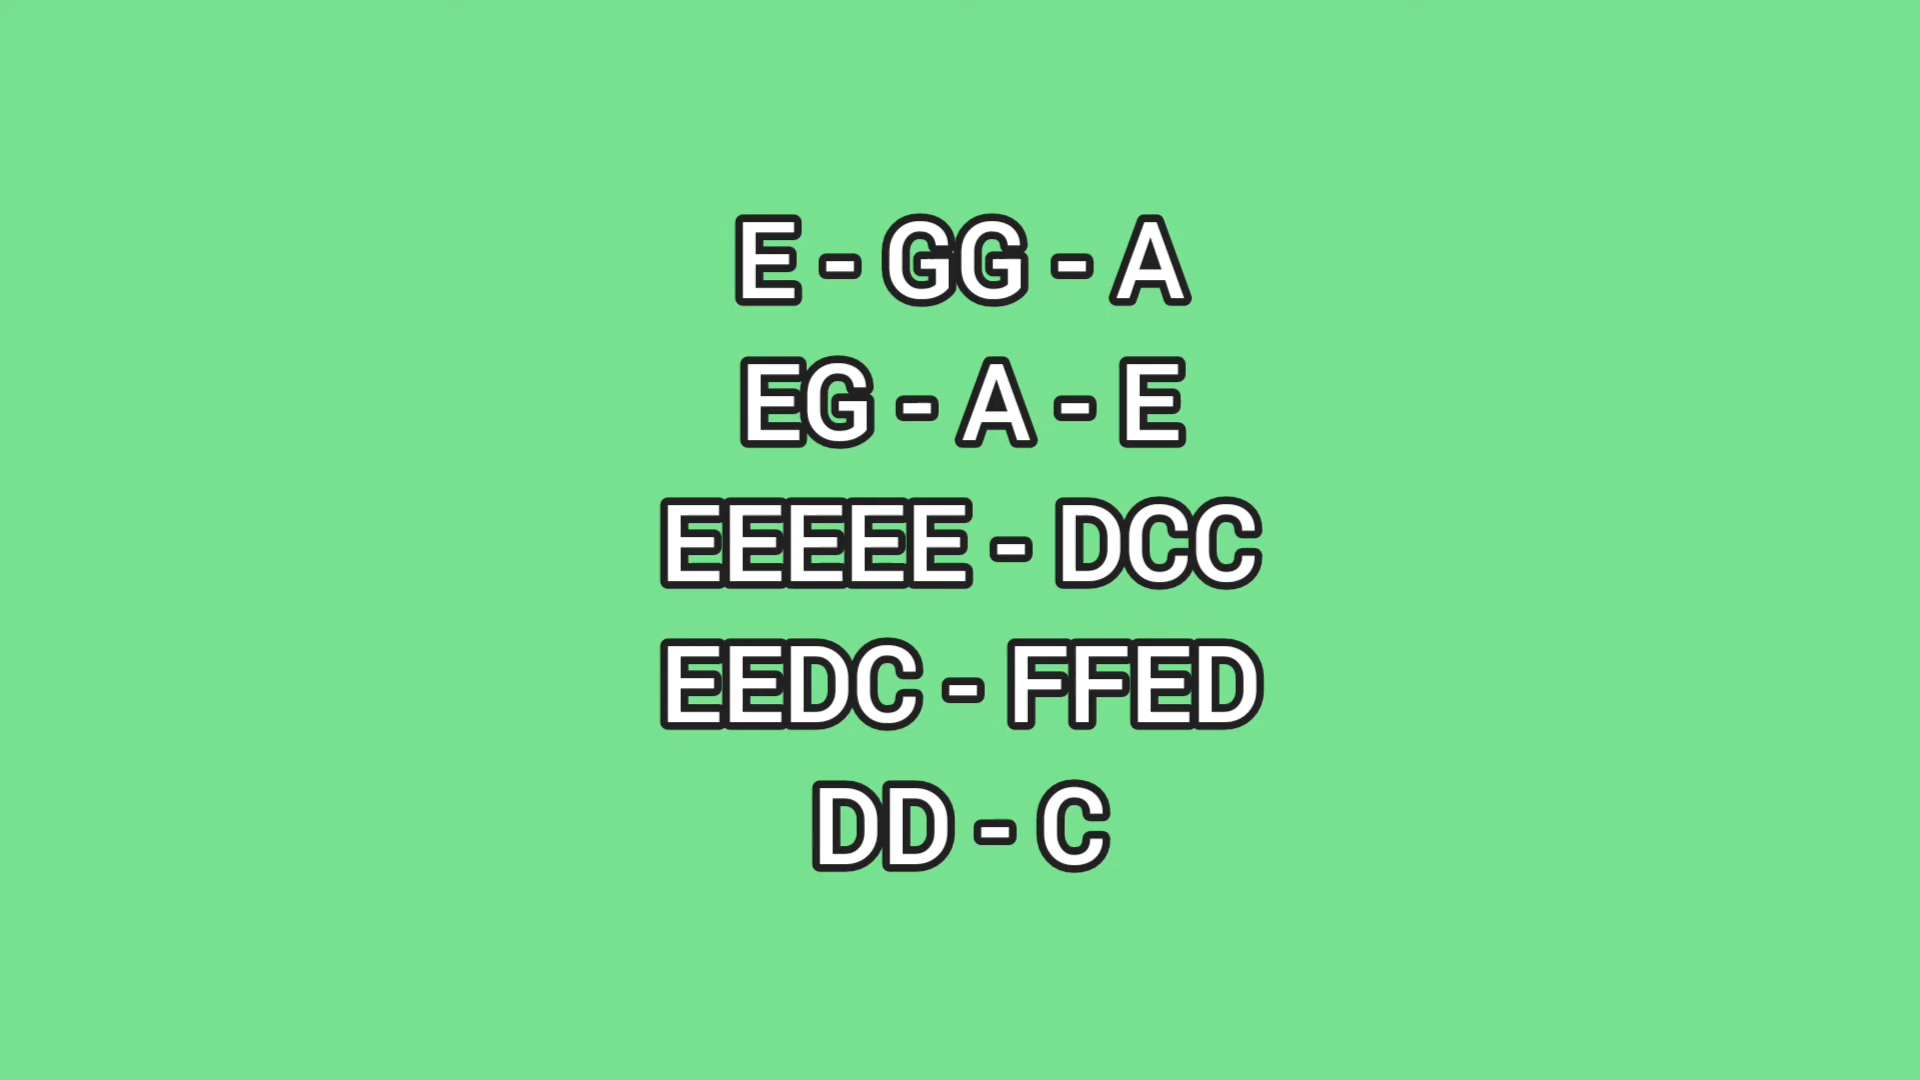 E - GG - A
EG - A - E
EEEEE - DCC
EEDC - FFED
DD - C